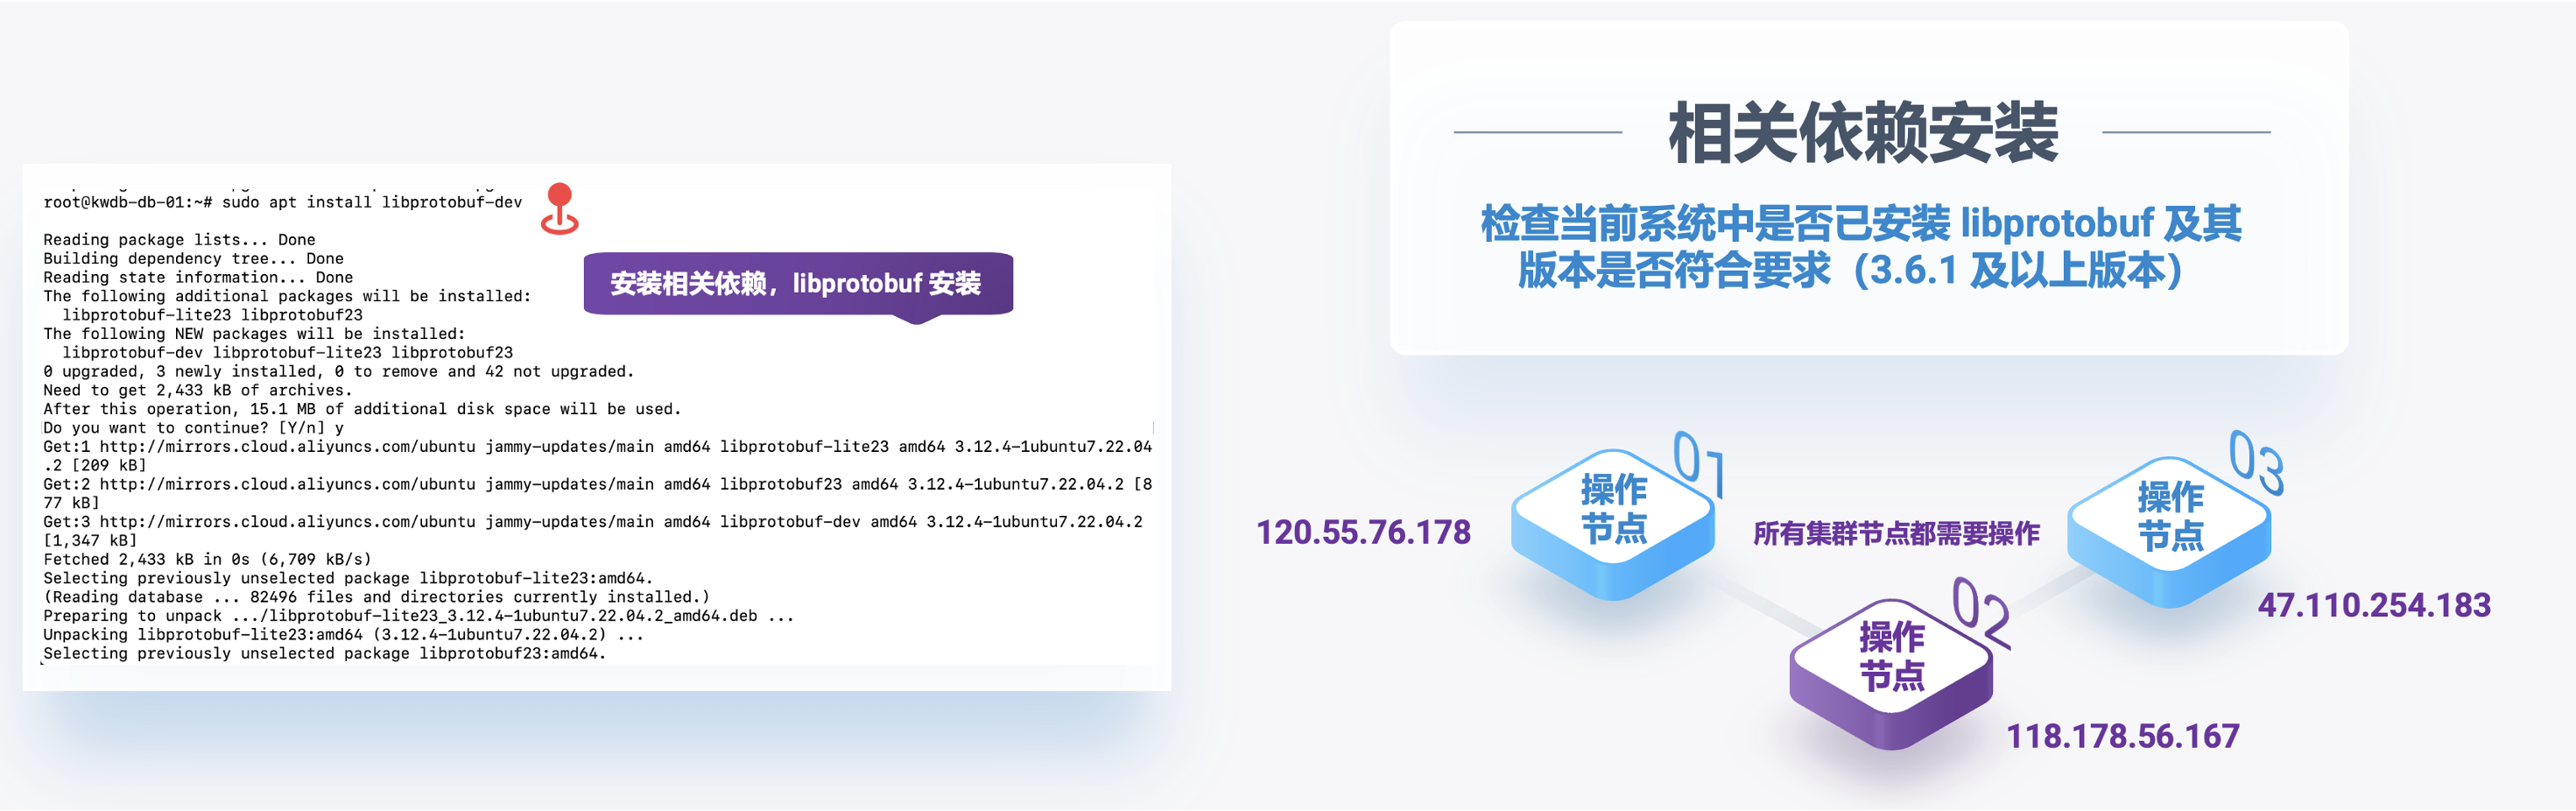 root@kwdb-db-01:~# sudo apt install libprotobuf-dev
Reading package lists... Done
Building dependency tree... Done
Reading state information... Done
The following additional packages will be installed:
  libprotobuf-lite23 libprotobuf23
The following NEW packages will be installed:
  libprotobuf-dev libprotobuf-lite23 libprotobuf23
0 upgraded, 3 newly installed, 0 to remove and 42 not upgraded.
Need to get 2,433 kB of archives.
After this operation, 15.1 MB of additional disk space will be used.
Do you want to continue? [Y/n] y
Get:1 http://mirrors.cloud.aliyuncs.com/ubuntu jammy-updates/main amd64 libprotobuf-lite23 amd64 3.12.4-1ubuntu7.22.04
.2 [209 kB]
Get:2 http://mirrors.cloud.aliyuncs.com/ubuntu jammy-updates/main amd64 libprotobuf23 amd64 3.12.4-1ubuntu7.22.04.2 [8
77 kB]
Get:3 http://mirrors.cloud.aliyuncs.com/ubuntu jammy-updates/main amd64 libprotobuf-dev amd64 3.12.4-1ubuntu7.22.04.2
[1,347 kB]
Fetched 2,433 kB in 0s (6,709 kB/s)
Selecting previously unselected package libprotobuf-lite23:amd64.
(Reading database ... 82496 files and directories currently installed.)
Preparing to unpack .../libprotobuf-lite23_3.12.4-1ubuntu7.22.04.2_amd64.deb ...
Unpacking libprotobuf-lite23:amd64 (3.12.4-1ubuntu7.22.04.2) ...
Selecting previously unselected package libprotobuf23:amd64.
安装相关依赖，libprotobuf 安装
相关依赖安装
检查当前系统中是否已安装 libprotobuf 及其
版本是否符合要求（3.6.1 及以上版本）
01
操作
节点
120.55.76.178
所有集群节点都需要操作
03
操作
节点
47.110.254.183
02
操作
节点
118.178.56.167